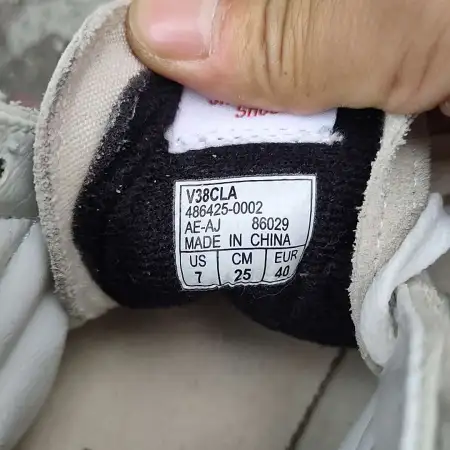 V38CLA
486425-0002
AE-AJ 86029
MADE IN CHINA
US CM EUR
7 25 40